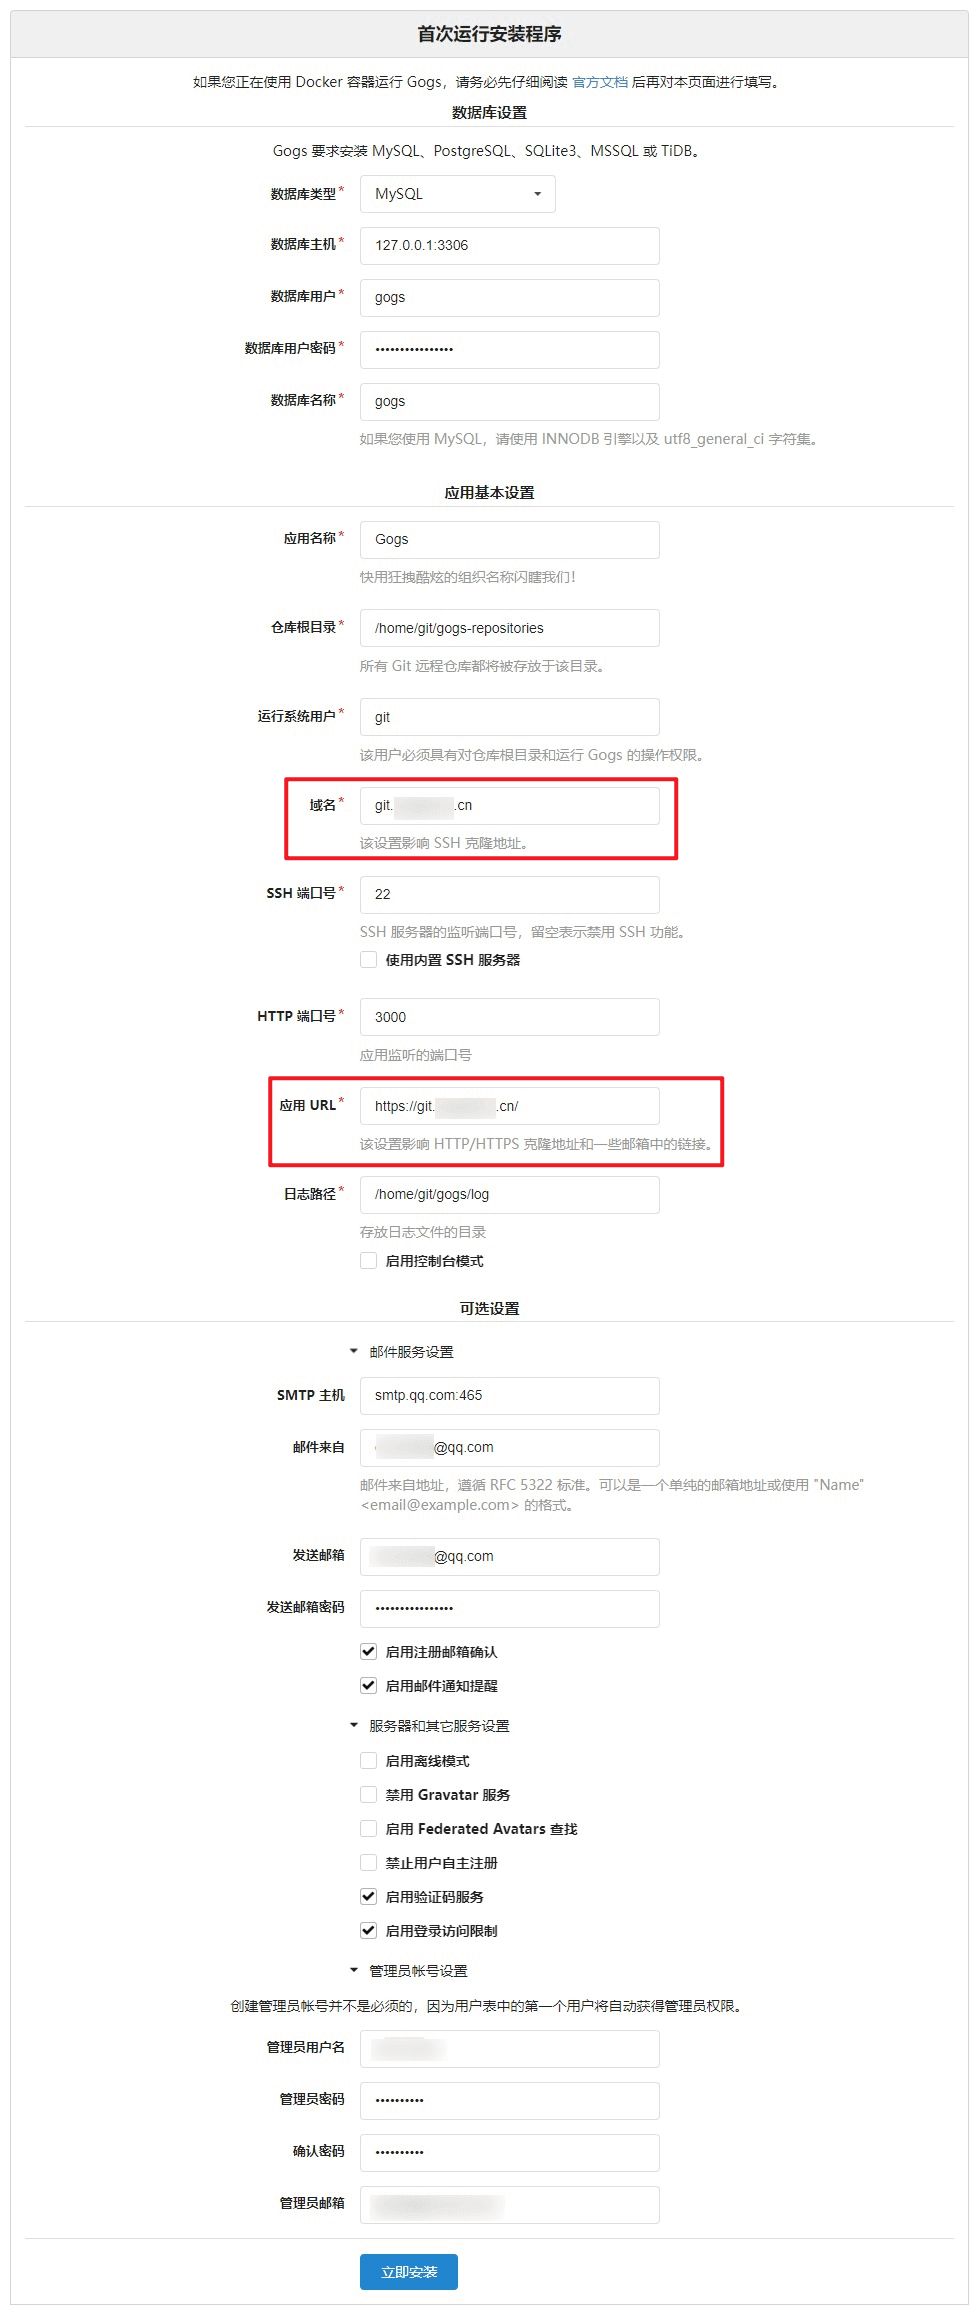 首次运行安装程序
如果您正在使用 Docker 容器运行 Gogs，请务必先仔细阅读 官方文档 后再对本页面进行填写。
数据库设置
Gogs 要求安装 MySQL、PostgreSQL、SQLite3、MSSQL 或 TiDB。
数据库类型* MySQL
数据库主机* 127.0.0.1:3306
数据库用户* gogs
数据库用户密码* ••••••••••••••••
数据库名称* gogs
如果您使用 MySQL，请使用 INNODB 引擎以及 utf8_general_ci 字符集。
应用基本设置
应用名称* Gogs
快用狂拽酷炫的组织名称闪瞎我们！
仓库根目录* /home/git/gogs-repositories
所有 Git 远程仓库都将被存放于该目录。
运行系统用户* git
该用户必须具有对仓库根目录和运行 Gogs 的操作权限。
域名* git. .cn
该设置影响 SSH 克隆地址。
SSH 端口号* 22
SSH 服务器的监听端口号，留空表示禁用 SSH 功能。
使用内置 SSH 服务器
HTTP 端口号* 3000
应用监听的端口号
应用 URL* https://git. .cn/
该设置影响 HTTP/HTTPS 克隆地址和一些邮箱中的链接。
日志路径* /home/git/gogs/log
存放日志文件的目录
启用控制台模式
可选设置
邮件服务设置
SMTP 主机 smtp.qq.com:465
邮件来自 @qq.com
邮件来自地址，遵循 RFC 5322 标准。可以是一个单纯的邮箱地址或使用 "Name"
<email@example.com> 的格式。
发送邮箱 @qq.com
发送邮箱密码 ••••••••••••••••
启用注册邮箱确认
启用邮件通知提醒
服务器和其它服务设置
启用离线模式
禁用 Gravatar 服务
启用 Federated Avatars 查找
禁止用户自主注册
启用验证码服务
启用登录访问限制
管理员帐号设置
创建管理员帐号并不是必须的，因为用户表中的第一个用户将自动获得管理员权限。
管理员用户名
管理员密码 ••••••••••
确认密码 ••••••••••
管理员邮箱
立即安装